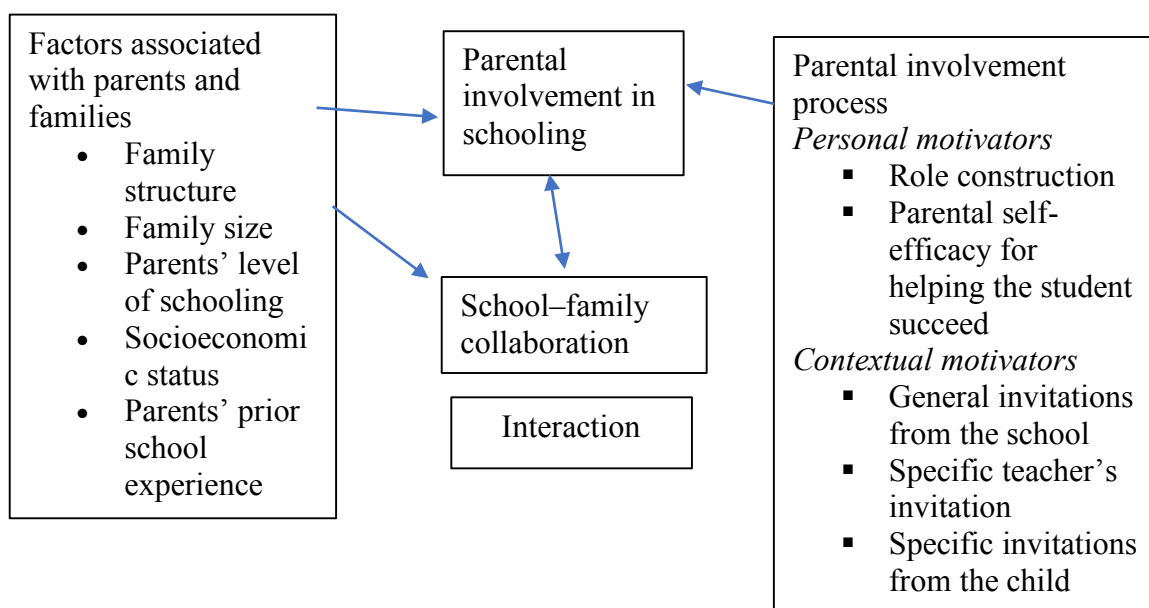 Factors associated
with parents and
families
• Family
structure
• Family size
• Parents’ level
of schooling
• Socioeconomi
c status
• Parents’ prior
school
experience
Parental
involvement in
schooling
School–family
collaboration
Interaction
Parental involvement
process
Personal motivators
▪ Role construction
▪ Parental self-
efficacy for
helping the student
succeed
Contextual motivators
▪ General invitations
from the school
▪ Specific teacher’s
invitation
▪ Specific invitations
from the child